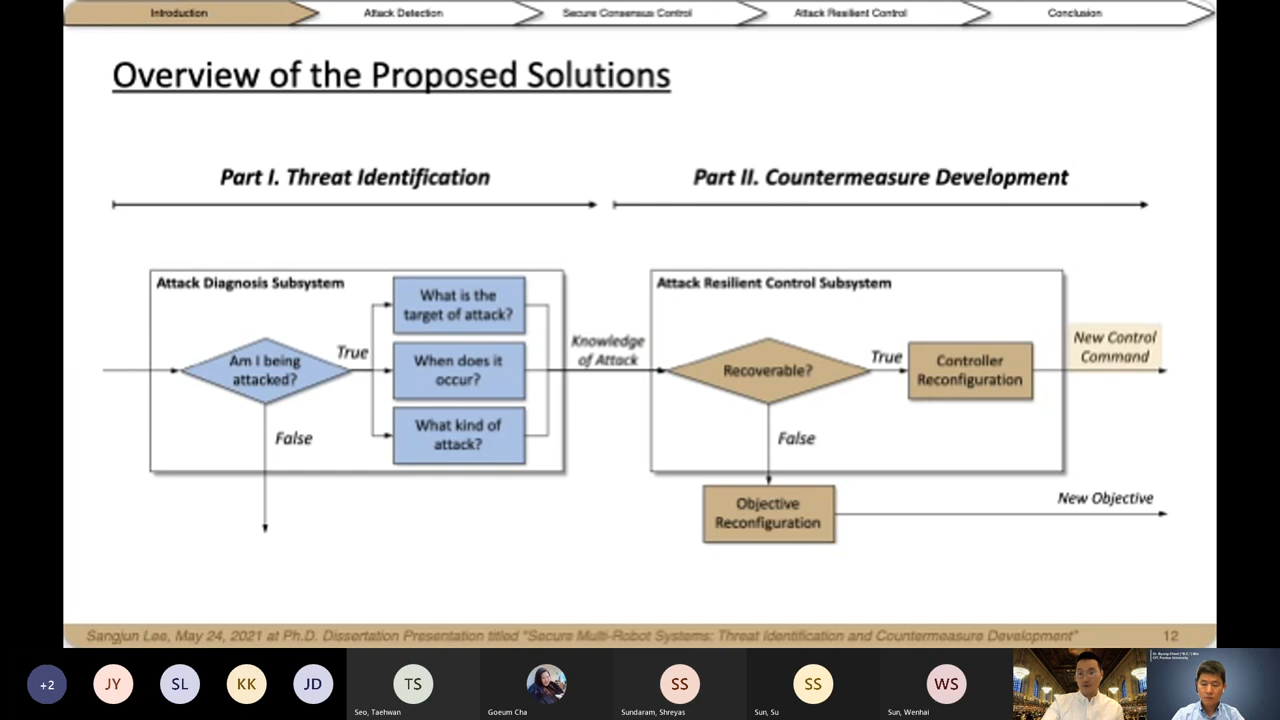 Introduction
Attack Detection
Secure Consensus Control
Attack Resilient Control
Conclusion
Overview of the Proposed Solutions
Part I. Threat Identification
Part II. Countermeasure Development
Attack Diagnosis Subsystem
Am I being
attacked?
True
False
What is the
target of attack?
When does it
occur?
What kind of
attack?
Knowledge
of Attack
Attack Resilient Control Subsystem
Recoverable?
True
False
Controller
Reconfiguration
New Control
Command
Objective
Reconfiguration
New Objective
Sangjun Lee, May 24, 2021 at Ph.D. Dissertation Presentation titled "Secure Multi-Robot Systems: Threat Identification and Countermeasure Development"
12
+2
JY
SL
KK
JD
TS
Seo, Taehwan
Goeum Cha
SS
Sundaram, Shreyas
SS
Sun, Su
WS
Sun, Wenhai